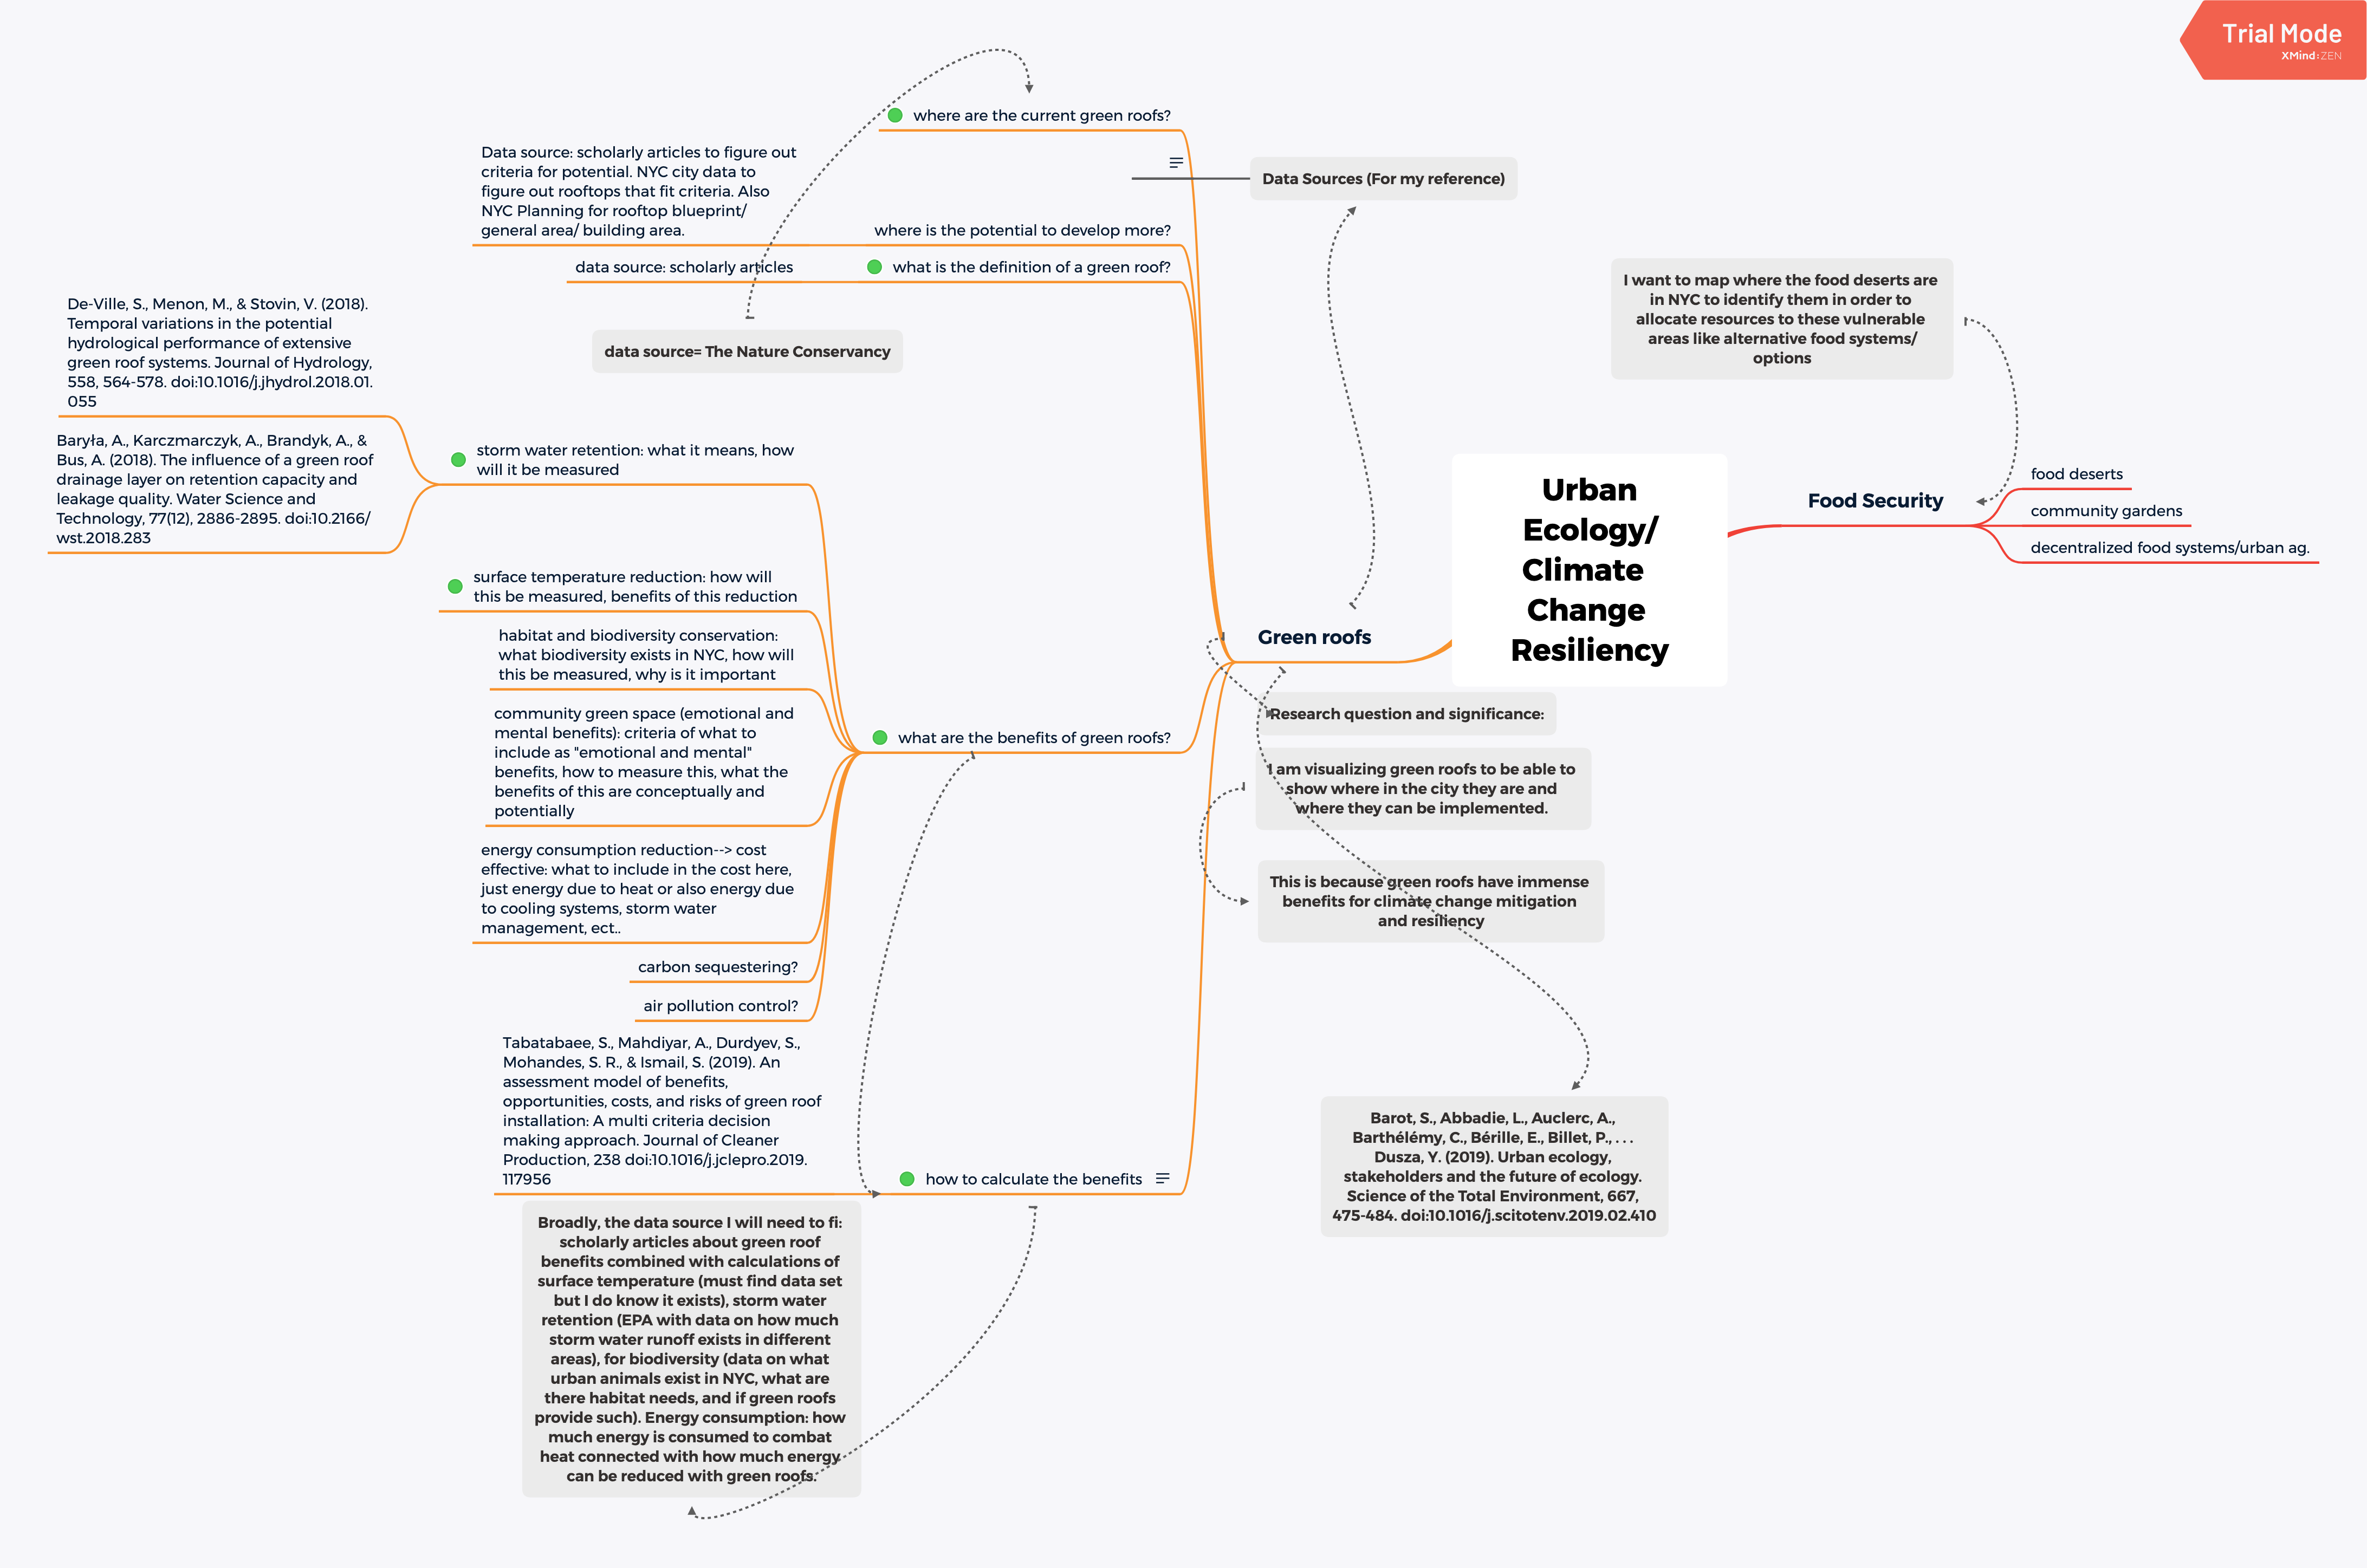 Trial Mode
XMind:ZEN
where are the current green roofs?
Data source: scholarly articles to figure out
criteria for potential. NYC city data to
figure out rooftops that fit criteria. Also
NYC Planning for rooftop blueprint/
general area/ building area.
Data Sources (For my reference)
where is the potential to develop more?
data source: scholarly articles
what is the definition of a green roof?
data source= The Nature Conservancy
De-Ville, S., Menon, M., & Stovin, V. (2018).
Temporal variations in the potential
hydrological performance of extensive
green roof systems. Journal of Hydrology,
558, 564-578. doi:10.1016/j.jhydrol.2018.01.
055
Baryła, A., Karczmarczyk, A., Brandyk, A., &
Bus, A. (2018). The influence of a green roof
drainage layer on retention capacity and
leakage quality. Water Science and
Technology, 77(12), 2886-2895. doi:10.2166/
wst.2018.283
storm water retention: what it means, how
will it be measured
surface temperature reduction: how will
this be measured, benefits of this reduction
habitat and biodiversity conservation:
what biodiversity exists in NYC, how will
this be measured, why is it important
community green space (emotional and
mental benefits): criteria of what to
include as "emotional and mental"
benefits, how to measure this, what the
benefits of this are conceptually and
potentially
energy consumption reduction--> cost
effective: what to include in the cost here,
just energy due to heat or also energy due
to cooling systems, storm water
management, ect..
carbon sequestering?
air pollution control?
what are the benefits of green roofs?
Tabatabaee, S., Mahdiyar, A., Durdyev, S.,
Mohandes, S. R., & Ismail, S. (2019). An
assessment model of benefits,
opportunities, costs, and risks of green roof
installation: A multi criteria decision
making approach. Journal of Cleaner
Production, 238 doi:10.1016/j.jclepro.2019.
117956
how to calculate the benefits
Broadly, the data source I will need to fi:
scholarly articles about green roof
benefits combined with calculations of
surface temperature (must find data set
but I do know it exists), storm water
retention (EPA with data on how much
storm water runoff exists in different
areas), for biodiversity (data on what
urban animals exist in NYC, what are
there habitat needs, and if green roofs
provide such). Energy consumption: how
much energy is consumed to combat
heat connected with how much energy
can be reduced with green roofs.
Green roofs
Urban
Ecology/
Climate
Change
Resiliency
Research question and significance:
I am visualizing green roofs to be able to
show where in the city they are and
where they can be implemented.
This is because green roofs have immense
benefits for climate change mitigation
and resiliency
Barot, S., Abbadie, L., Auclerc, A.,
Barthélémy, C., Bérille, E., Billet, P., . . .
Dusza, Y. (2019). Urban ecology,
stakeholders and the future of ecology.
Science of the Total Environment, 667,
475-484. doi:10.1016/j.scitotenv.2019.02.410
I want to map where the food deserts are
in NYC to identify them in order to
allocate resources to these vulnerable
areas like alternative food systems/
options
Food Security
food deserts
community gardens
decentralized food systems/urban ag.